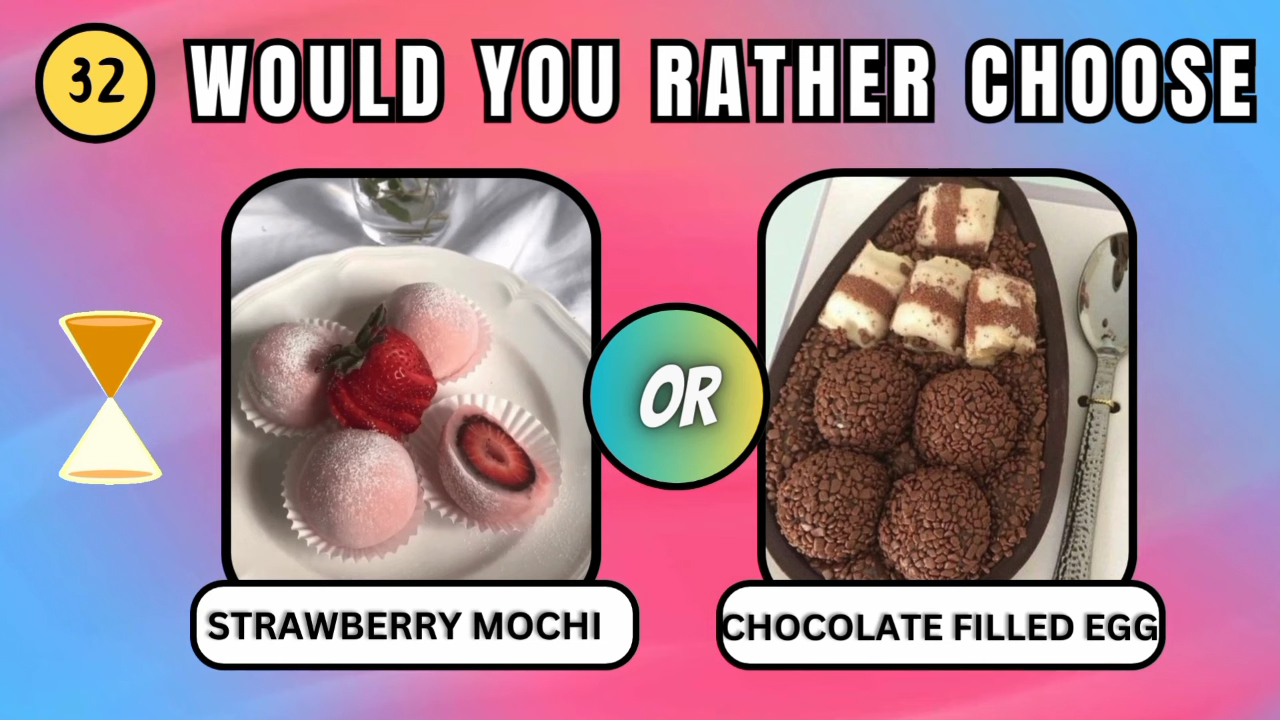 32
WOULD YOU RATHER CHOOSE
OR
STRAWBERRY MOCHI
CHOCOLATE FILLED EGG